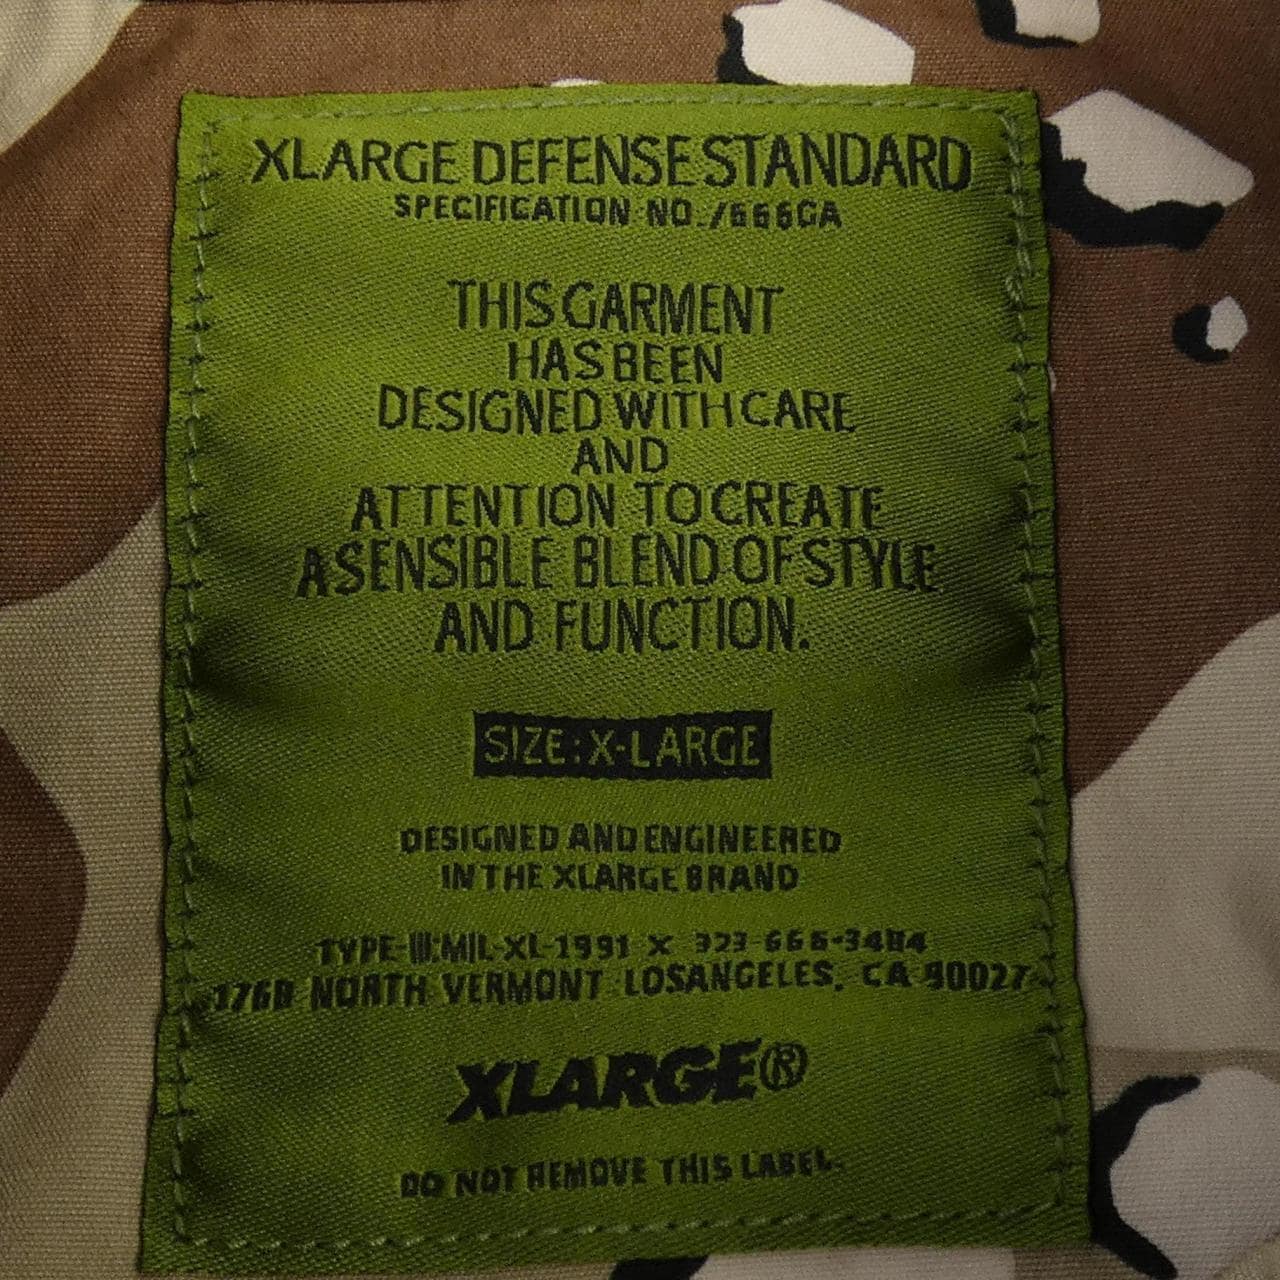 XLARGE DEFENSE STANDARD
SPECIFICATION NO. /666GA
THIS GARMENT
HAS BEEN
DESIGNED WITH CARE
AND
ATTENTION TO CREATE
A SENSIBLE BLEND OF STYLE
AND FUNCTION.
SIZE: X-LARGE
DESIGNED AND ENGINEERED
IN THE XLARGE BRAND
TYPE-III:MIL-XL-1991 X 323-666-3484
1768 NORTH VERMONT LOSANGELES, CA 90027
XLARGE®
DO NOT REMOVE THIS LABEL.